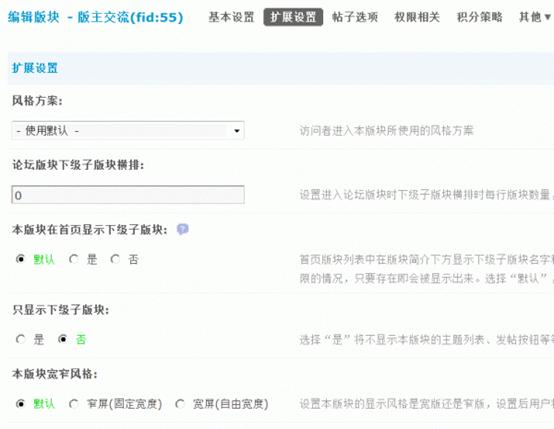 编辑版块 - 版主交流(fid:55) 基本设置 扩展设置 帖子选项 权限相关 积分策略 其他
扩展设置
风格方案:
- 使用默认 - 访问者进入本版块所使用的风格方案
论坛版块下级子版块横排:
0 设置进入论坛版块时下级子版块横排时每行版块数量,
本版块在首页显示下级子版块: ?
默认 是 否 首页版块列表中在版块简介下方显示下级子版块名字
限的情况,只要存在即会被显示出来。选择“默认”,
只显示下级子版块:
是 否 选择“是”将不显示本版块的主题列表、发帖按钮等
本版块宽窄风格:
默认 窄屏(固定宽度) 宽屏(自由宽度) 设置本版块的显示风格是宽版还是窄版,设置后用户